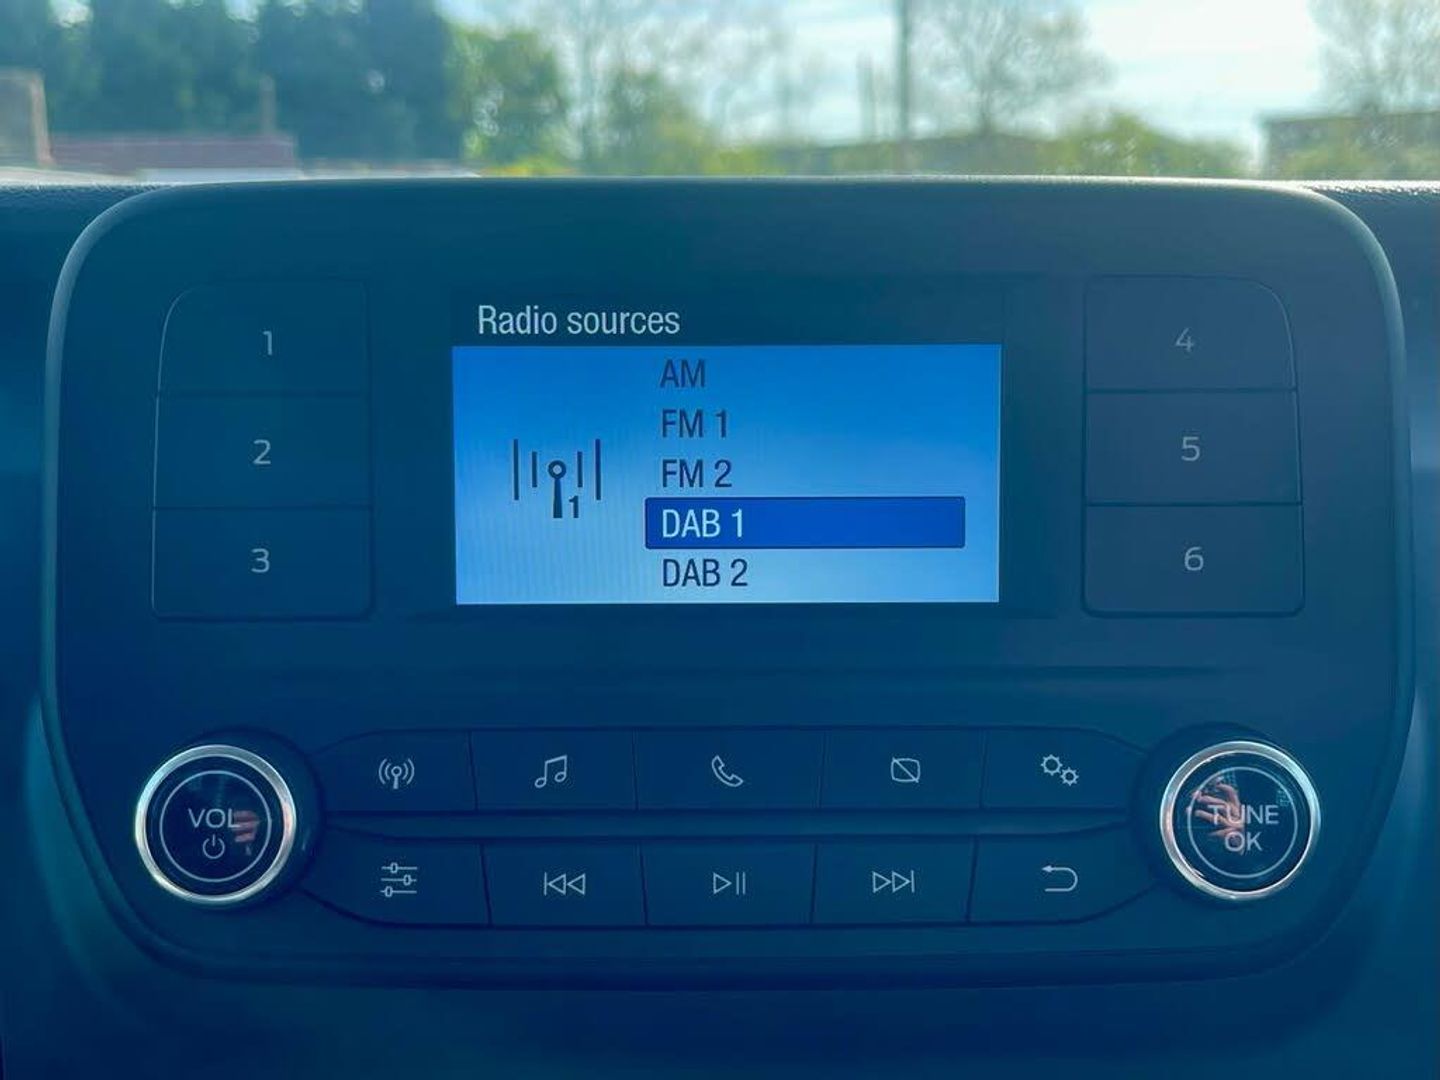 Radio sources
AM
FM 1
FM 2
DAB 1
DAB 2
1
1
2
3
4
5
6
VOL
TUNE
OK